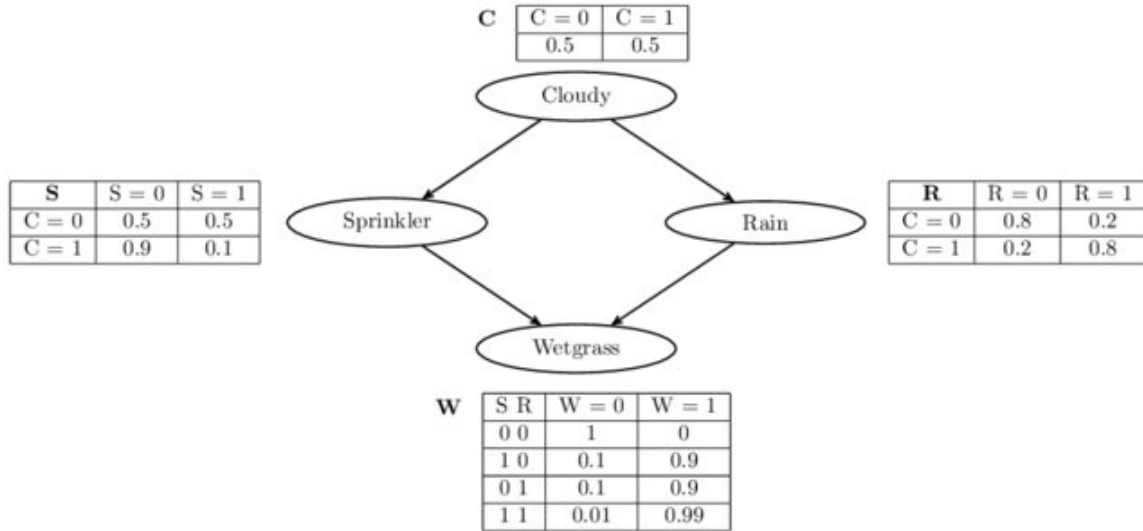 C C = 0 C = 1
0.5 0.5
Cloudy
S S = 0 S = 1
C = 0 0.5 0.5
C = 1 0.9 0.1
Sprinkler
Rain
R R = 0 R = 1
C = 0 0.8 0.2
C = 1 0.2 0.8
Wetgrass
W S R W = 0 W = 1
0 0 1 0
1 0 0.1 0.9
0 1 0.1 0.9
1 1 0.01 0.99